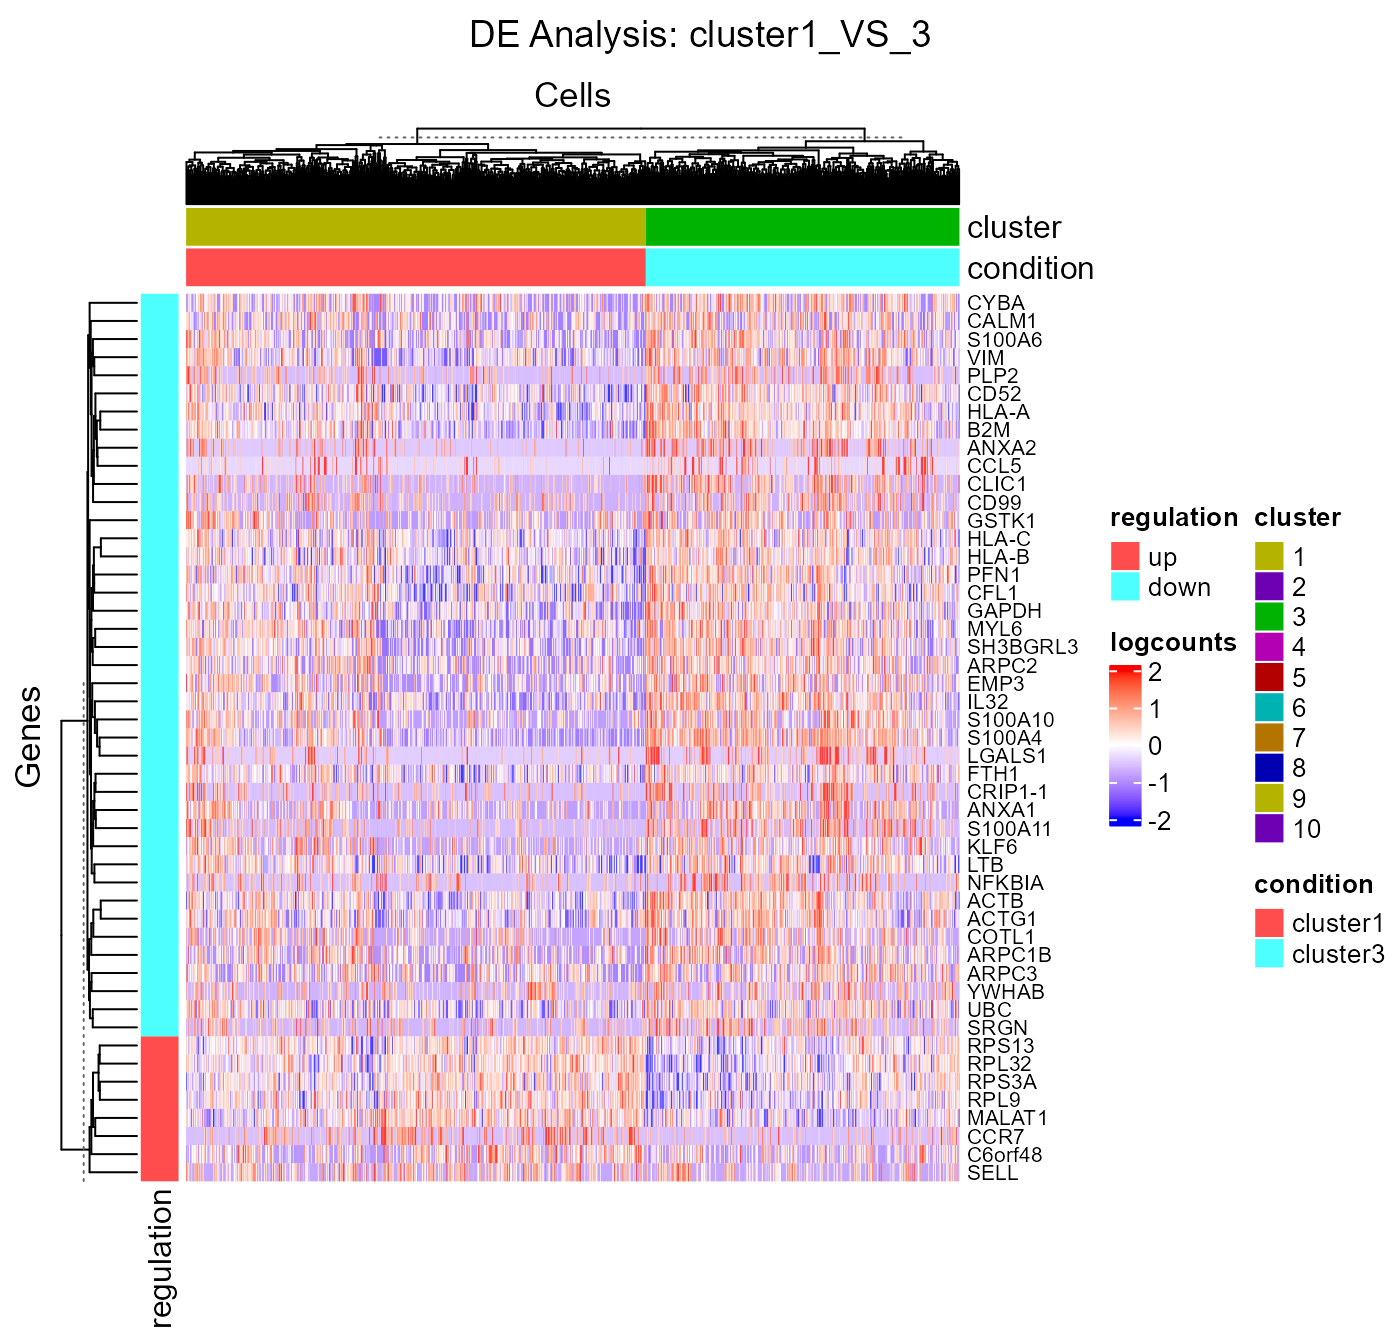 DE Analysis: cluster1_VS_3
Cells
cluster
condition
CYBA
CALM1
S100A6
VIM
PLP2
CD52
HLA-A
B2M
ANXA2
CCL5
CLIC1
CD99
GSTK1
HLA-C
HLA-B
PFN1
CFL1
GAPDH
MYL6
SH3BGRL3
ARPC2
EMP3
IL32
S100A10
S100A4
LGALS1
FTH1
CRIP1-1
ANXA1
S100A11
KLF6
LTB
NFKBIA
ACTB
ACTG1
COTL1
ARPC1B
ARPC3
YWHAB
UBC
SRGN
RPS13
RPL32
RPS3A
RPL9
MALAT1
CCR7
C6orf48
SELL
Genes
regulation
regulation
up
down
logcounts
2
1
0
-1
-2
cluster
1
2
3
4
5
6
7
8
9
10
condition
cluster1
cluster3